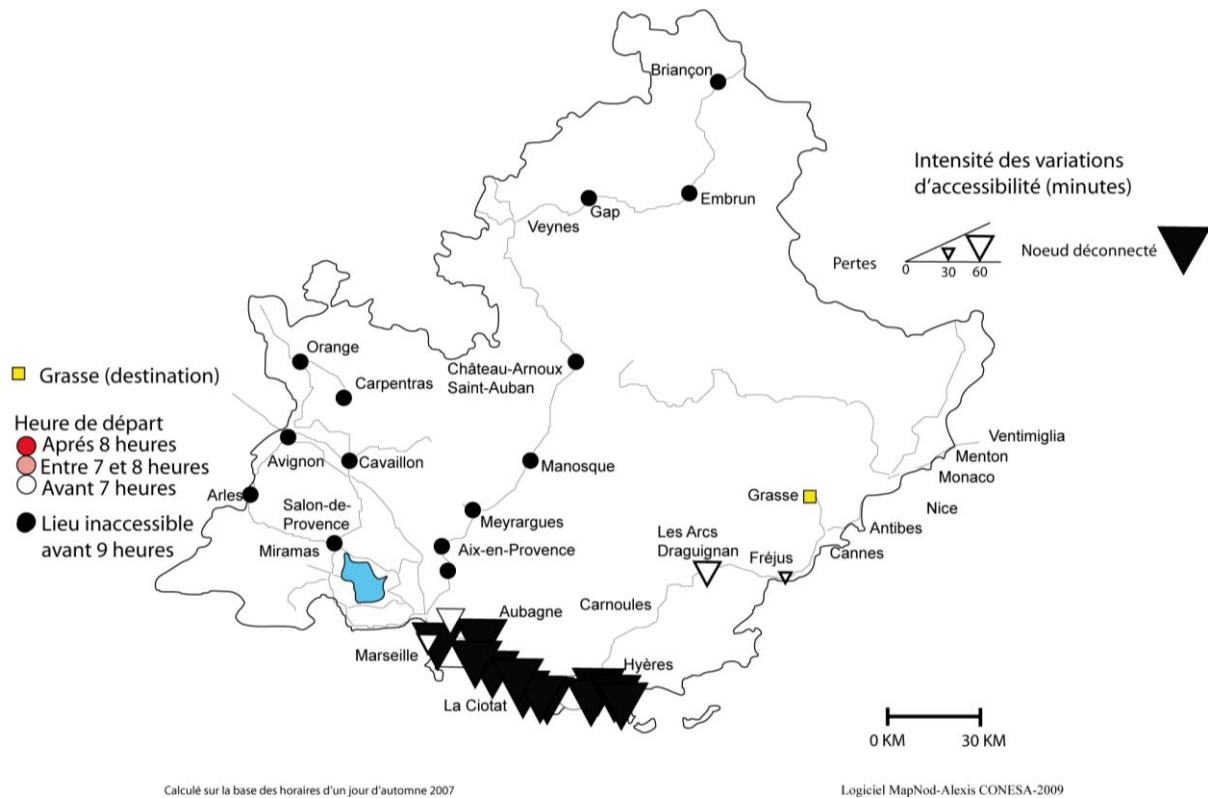 Briançon
Intensité des variations
d'accessibilité (minutes)
Embrun
Gap
Veynes
Pertes
0
30
60
Noeud déconnecté
Orange
Carpentras
Château-Arnoux
Saint-Auban
Grasse (destination)
Heure de départ
Aprés 8 heures
Entre 7 et 8 heures
Avant 7 heures
Lieu inaccessible
avant 9 heures
Avignon
Cavaillon
Manosque
Ventimiglia
Menton
Monaco
Arles
Salon-de-
Provence
Grasse
Nice
Meyrargues
Antibes
Miramas
Aix-en-Provence
Les Arcs
Draguignan
Fréjus
Cannes
Carnoules
Aubagne
Marseille
Hyères
La Ciotat
0 KM
30 KM
Calculé sur la base des horaires d'un jour d'automne 2007
Logiciel MapNod-Alexis CONESA-2009